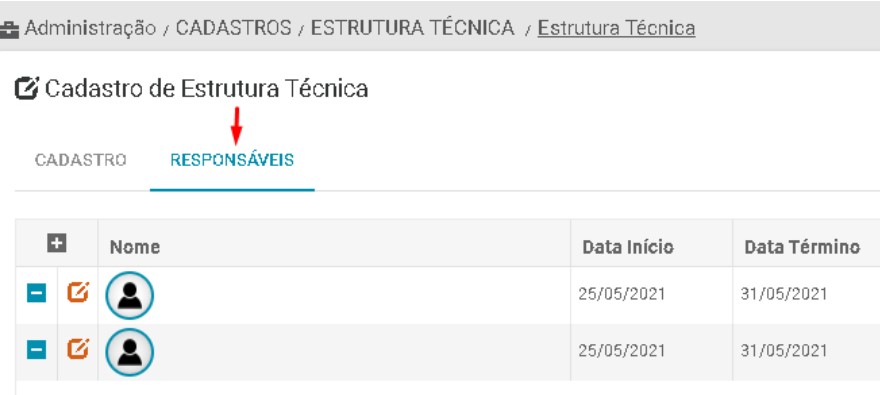 Administração / CADASTROS / ESTRUTURA TÉCNICA / Estrutura Técnica
Cadastro de Estrutura Técnica
CADASTRO RESPONSÁVEIS
Nome Data Início Data Término
25/05/2021 31/05/2021
25/05/2021 31/05/2021